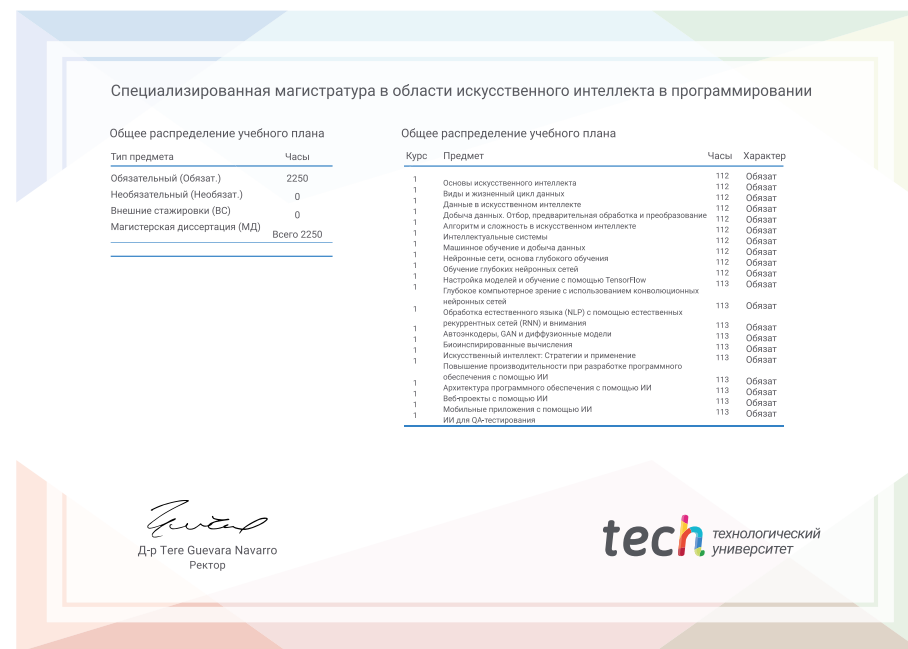 Специализированная магистратура в области искусственного интеллекта в программировании
Общее распределение учебного плана
Тип предмета Часы
Обязательный (Обязат.) 2250
Необязательный (Необязат.) 0
Внешние стажировки (ВС) 0
Магистерская диссертация (МД)
Всего 2250
Общее распределение учебного плана
Курс Предмет Часы Характер
1 Основы искусственного интеллекта 112 Обязат
1 Виды и жизненный цикл данных 112 Обязат
1 Данные в искусственном интеллекте 112 Обязат
1 Добыча данных. Отбор, предварительная обработка и преобразование 112 Обязат
1 Алгоритм и сложность в искусственном интеллекте 112 Обязат
1 Интеллектуальные системы 112 Обязат
1 Машинное обучение и добыча данных 112 Обязат
1 Нейронные сети, основа глубокого обучения 112 Обязат
1 Обучение глубоких нейронных сетей 112 Обязат
1 Настройка моделей и обучение с помощью TensorFlow 112 Обязат
1 Глубокое компьютерное зрение с использованием конволюционных 113 Обязат
нейронных сетей
1 Обработка естественного языка (NLP) с помощью естественных 113 Обязат
рекуррентных сетей (RNN) и внимания
1 Автоэнкодеры, GAN и диффузионные модели 113 Обязат
1 Биоинспирированные вычисления 113 Обязат
1 Искусственный интеллект: Стратегии и применение 113 Обязат
1 Повышение производительности при разработке программного 113 Обязат
обеспечения с помощью ИИ
1 Архитектура программного обеспечения с помощью ИИ 113 Обязат
1 Веб-проекты с помощью ИИ 113 Обязат
1 Мобильные приложения с помощью ИИ 113 Обязат
1 ИИ для QA-тестирования 113 Обязат
Д-р Tere Guevara Navarro
Ректор
tech технологический
университет